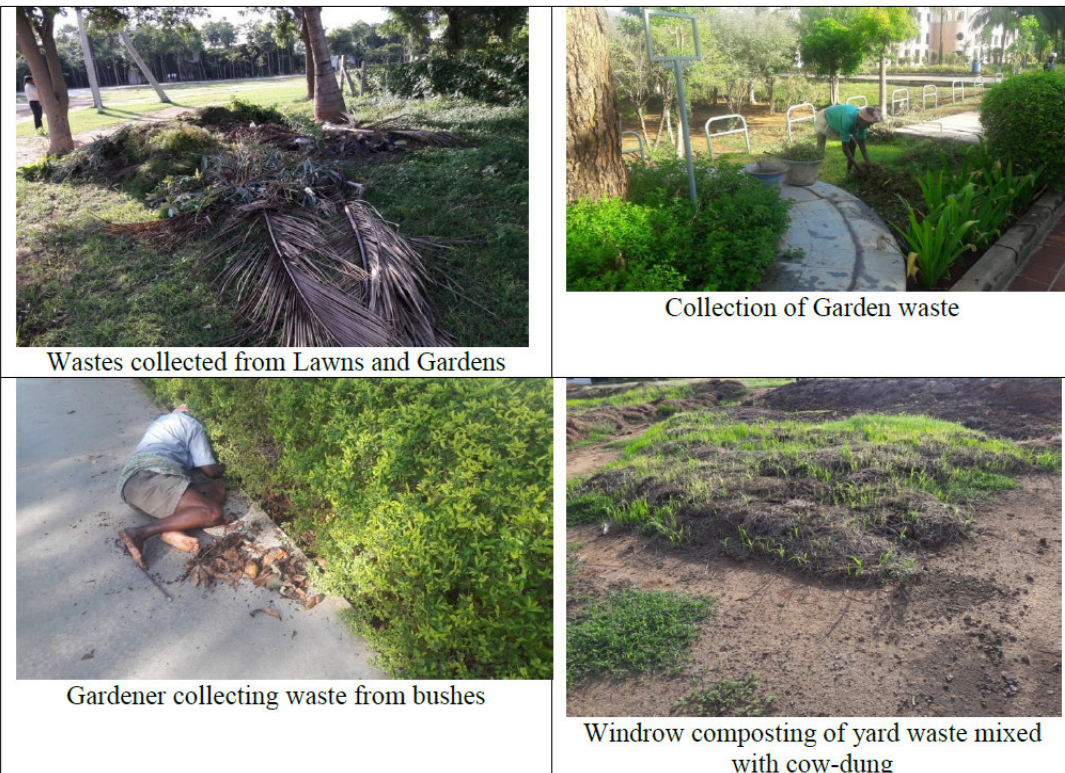 Wastes collected from Lawns and Gardens
Collection of Garden waste
Gardener collecting waste from bushes
Windrow composting of yard waste mixed
with cow-dung